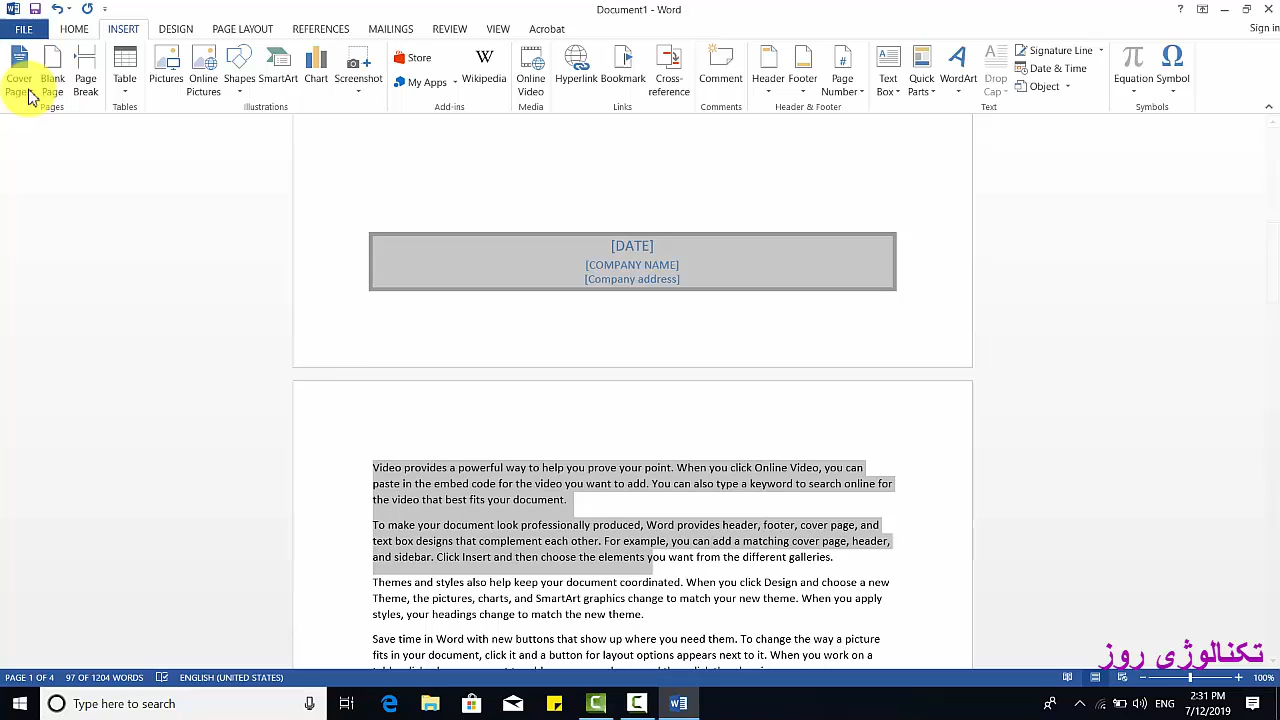 Document1 - Word
Sign in
FILE HOME INSERT DESIGN PAGE LAYOUT REFERENCES MAILINGS REVIEW VIEW Acrobat
Cover Page
Blank Page
Page Break
Pages
Table
Tables
Pictures
Online Pictures
Shapes
SmartArt
Chart
Screenshot
Illustrations
Store
My Apps
Wikipedia
Add-ins
Online Video
Media
Hyperlink
Bookmark
Cross-reference
Links
Comment
Comments
Header
Footer
Page Number
Header & Footer
Text Box
Quick Parts
WordArt
Drop Cap
Signature Line
Date & Time
Object
Text
Equation
Symbol
Symbols
[DATE]
[COMPANY NAME]
[Company address]
Video provides a powerful way to help you prove your point. When you click Online Video, you can
paste in the embed code for the video you want to add. You can also type a keyword to search online for
the video that best fits your document.
To make your document look professionally produced, Word provides header, footer, cover page, and
text box designs that complement each other. For example, you can add a matching cover page, header,
and sidebar. Click Insert and then choose the elements you want from the different galleries.
Themes and styles also help keep your document coordinated. When you click Design and choose a new
Theme, the pictures, charts, and SmartArt graphics change to match your new theme. When you apply
styles, your headings change to match the new theme.
Save time in Word with new buttons that show up where you need them. To change the way a picture
fits in your document, click it and a button for layout options appears next to it. When you work on a
تکنالوژی روز
PAGE 1 OF 4 97 OF 1204 WORDS ENGLISH (UNITED STATES) 100%
Type here to search
ENG
2:31 PM
7/12/2019